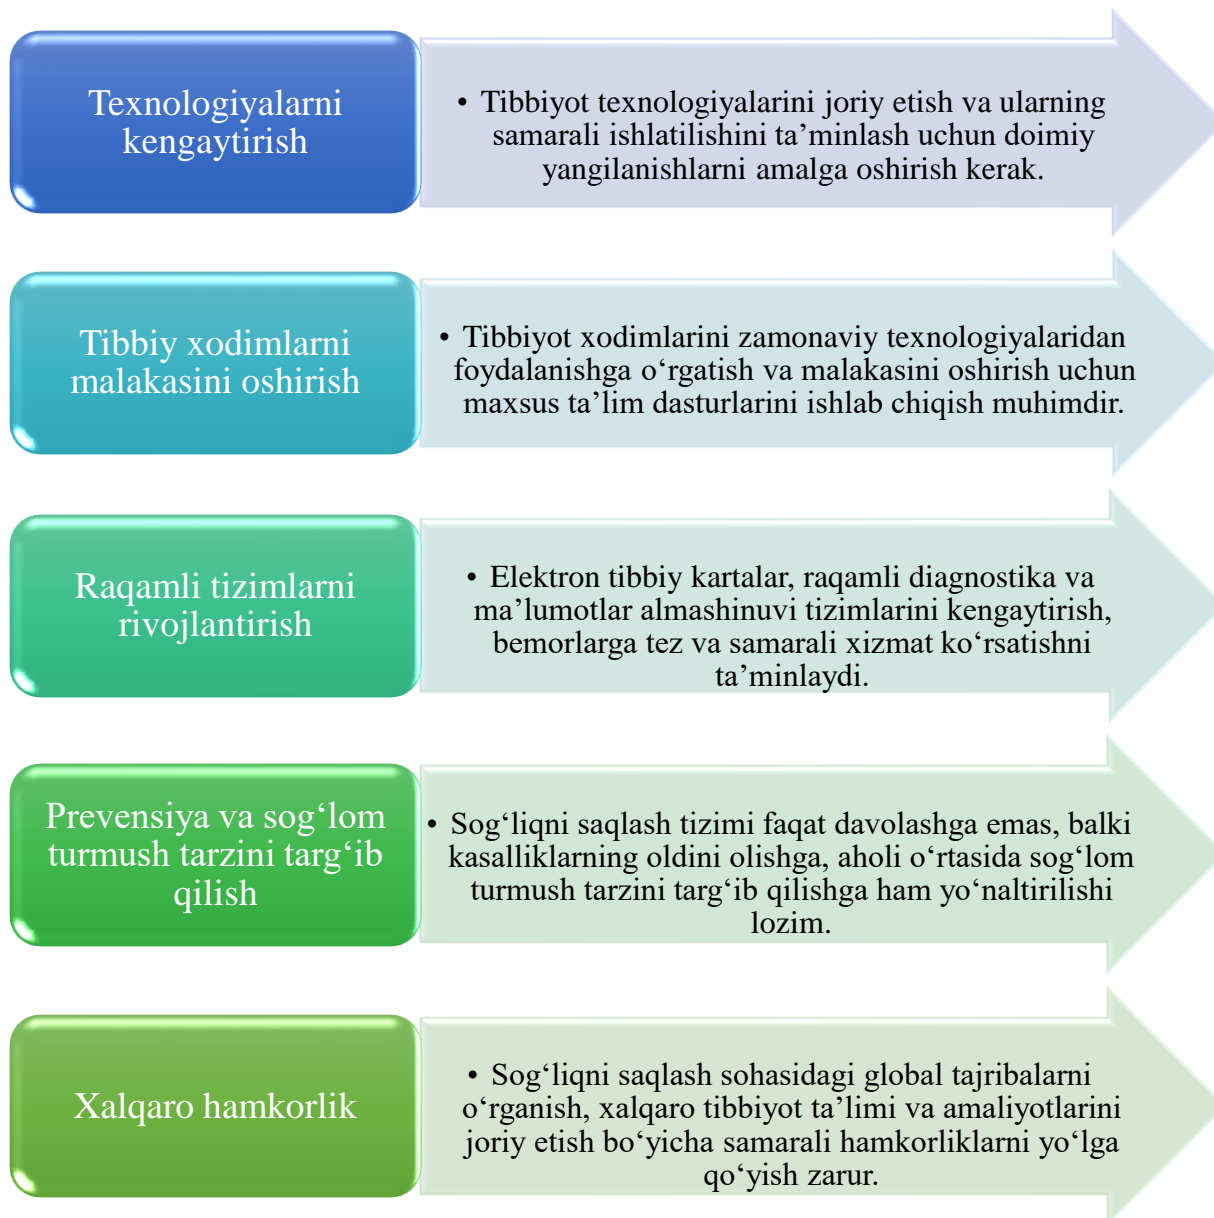 Texnologiyalarni
kengaytirish
• Tibbiyot texnologiyalarini joriy etish va ularning
samarali ishlatilishini ta’minlash uchun doimiy
yangilanishlarni amalga oshirish kerak.
Tibbiy xodimlarni
malakasini oshirish
• Tibbiyot xodimlarini zamonaviy texnologiyalaridan
foydalanishga o‘rgatish va malakasini oshirish uchun
maxsus ta’lim dasturlarini ishlab chiqish muhimdir.
Raqamli tizimlarni
rivojlantirish
• Elektron tibbiy kartalar, raqamli diagnostika va
ma’lumotlar almashinuvi tizimlarini kengaytirish,
bemorlarga tez va samarali xizmat ko‘rsatishni
ta’minlaydi.
Prevensiya va sog‘lom
turmush tarzini targ‘ib
qilish
• Sog‘liqni saqlash tizimi faqat davolashga emas, balki
kasalliklarning oldini olishga, aholi o‘rtasida sog‘lom
turmush tarzini targ‘ib qilishga ham yo‘naltirilishi
lozim.
Xalqaro hamkorlik
• Sog‘liqni saqlash sohasidagi global tajribalarni
o‘rganish, xalqaro tibbiyot ta’limi va amaliyotlarini
joriy etish bo‘yicha samarali hamkorliklarni yo‘lga
qo‘yish zarur.